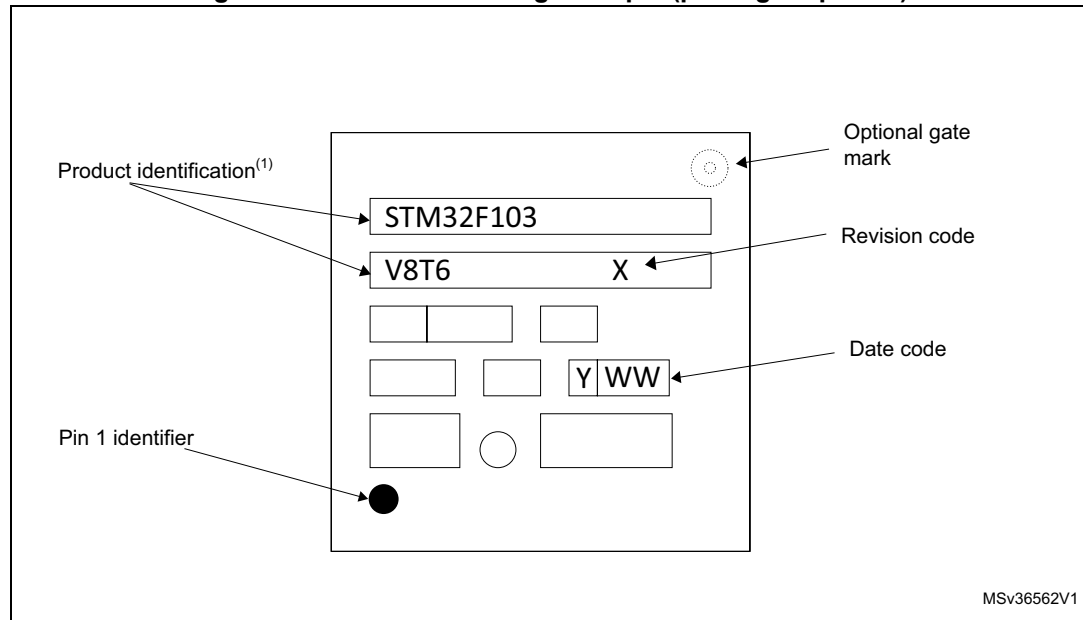 Optional gate
mark
Product identification(1)
STM32F103
Revision code
V8T6 X
Date code
Y WW
Pin 1 identifier
MSv36562V1